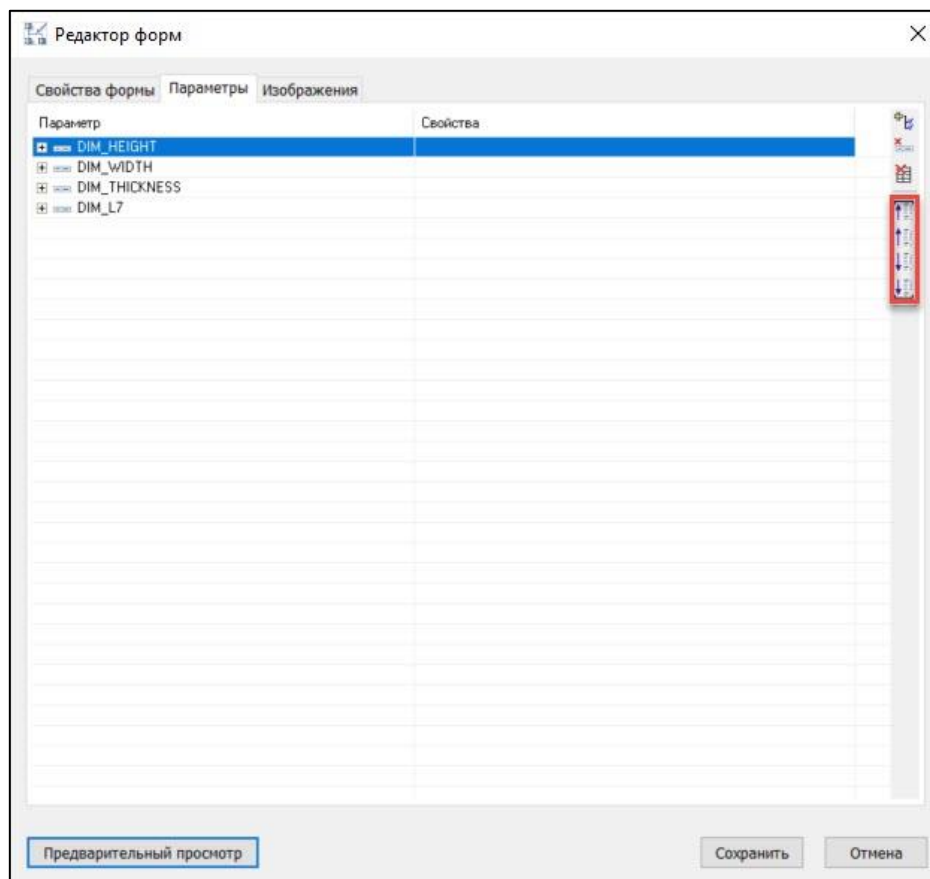 Редактор форм
Свойства формы Параметры Изображения
Параметр Свойства
DIM_HEIGHT
DIM_WIDTH
DIM_THICKNESS
DIM_L7
Предварительный просмотр Сохранить Отмена